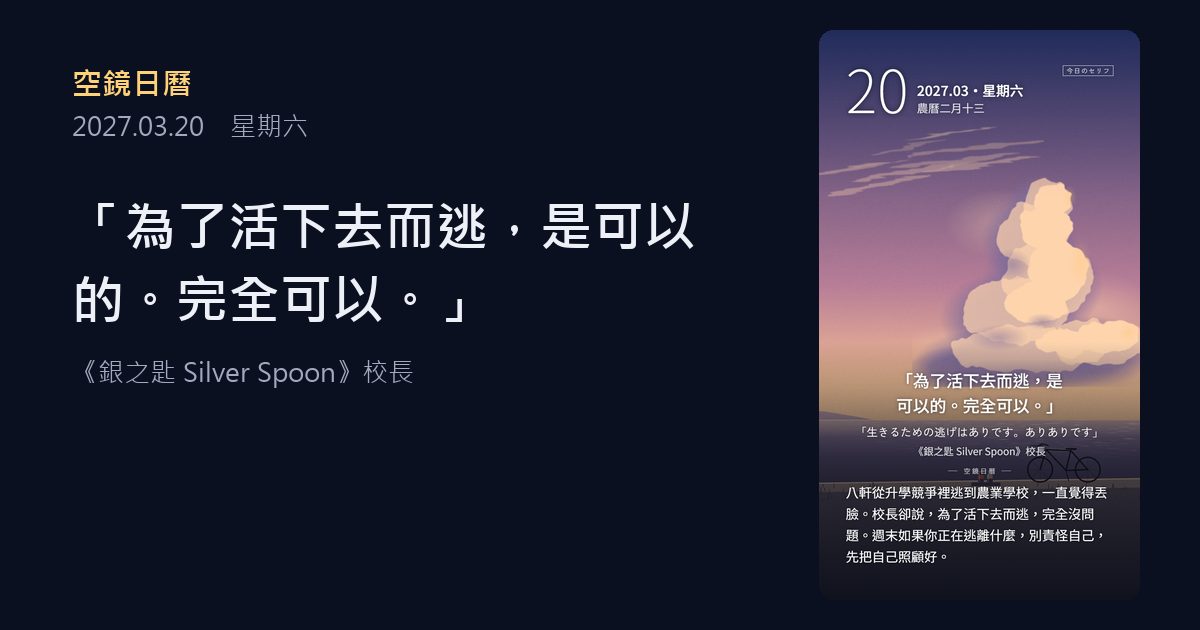 空鏡日曆
2027.03.20 星期六
「為了活下去而逃，是可以
的。完全可以。」
《銀之匙 Silver Spoon》校長
今日のセリフ
20
2027.03・星期六
農曆二月十三
「為了活下去而逃，是
可以的。完全可以。」
「生きるための逃げはありです。ありありです」
《銀之匙 Silver Spoon》校長
— 空鏡日曆 —
八軒從升學競爭裡逃到農業學校，一直覺得丟
臉。校長卻說，為了活下去而逃，完全沒問
題。週末如果你正在逃離什麼，別責怪自己，
先把自己照顧好。